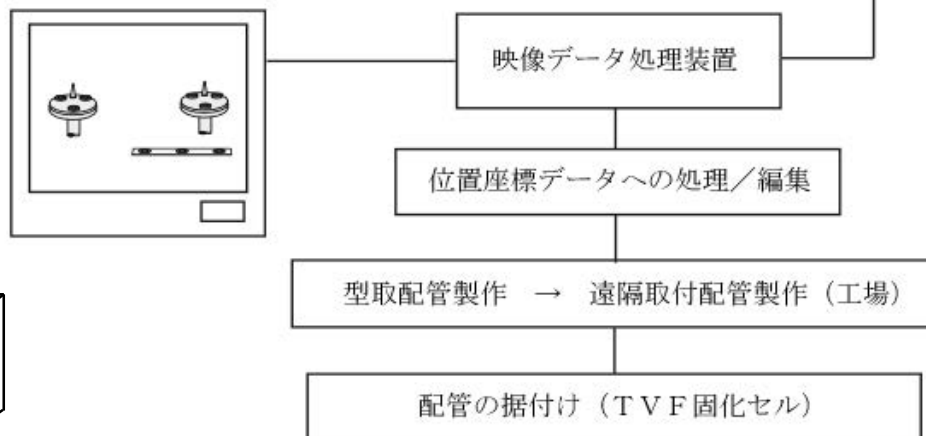 映像データ処理装置
位置座標データへの処理／編集
型取配管製作　→　遠隔取付配管製作（工場）
配管の据付け（ＴＶＦ固化セル）